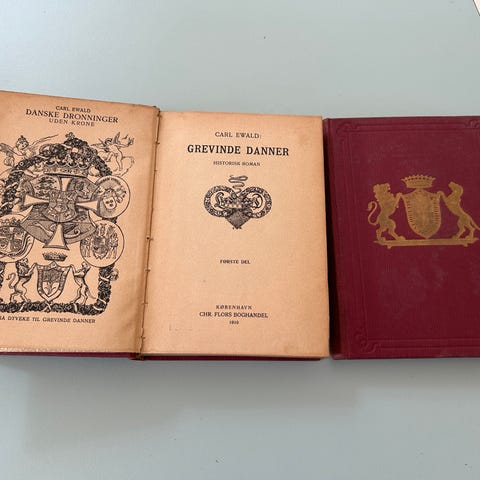 CARL EWALD
DANSKE DRONNINGER
UDEN KRONE
FRA DYVEKE TIL GREVINDE DANNER
CARL EWALD:
GREVINDE DANNER
HISTORISK ROMAN
FØRSTE DEL
KØBENHAVN
CHR. FLORS BOGHANDEL